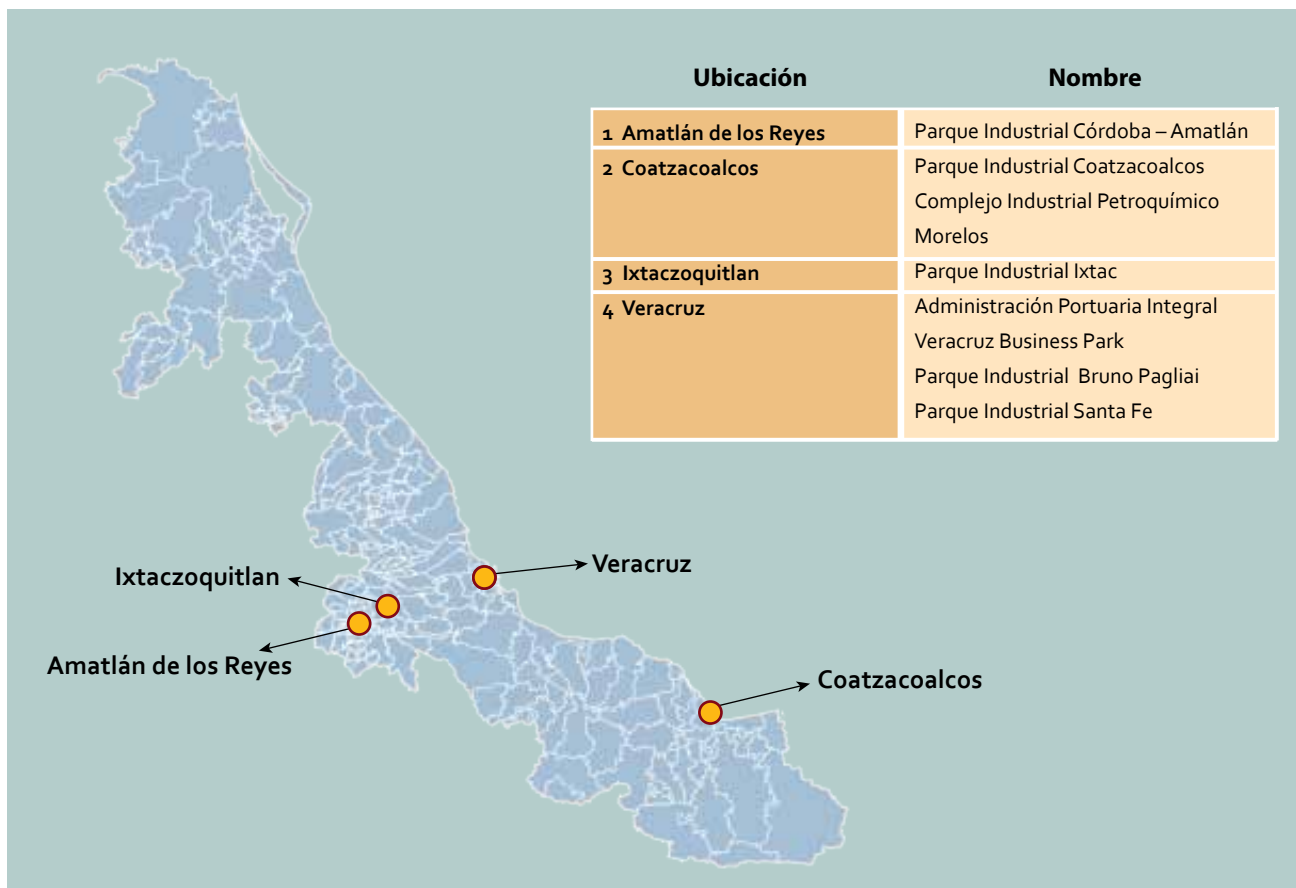 Ubicación Nombre
1 Amatlán de los Reyes Parque Industrial Córdoba – Amatlán
2 Coatzacoalcos Parque Industrial Coatzacoalcos
Complejo Industrial Petroquímico
Morelos
3 Ixtaczoquitlan Parque Industrial Ixtac
4 Veracruz Administración Portuaria Integral
Veracruz Business Park
Parque Industrial Bruno Pagliai
Parque Industrial Santa Fe
Veracruz
Ixtaczoquitlan
Amatlán de los Reyes
Coatzacoalcos